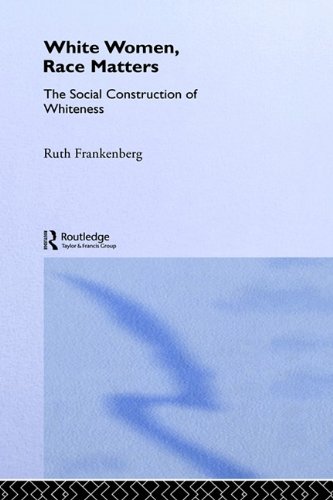 White Women,
Race Matters
The Social Construction of
Whiteness
Ruth Frankenberg
Routledge
Taylor & Francis Group